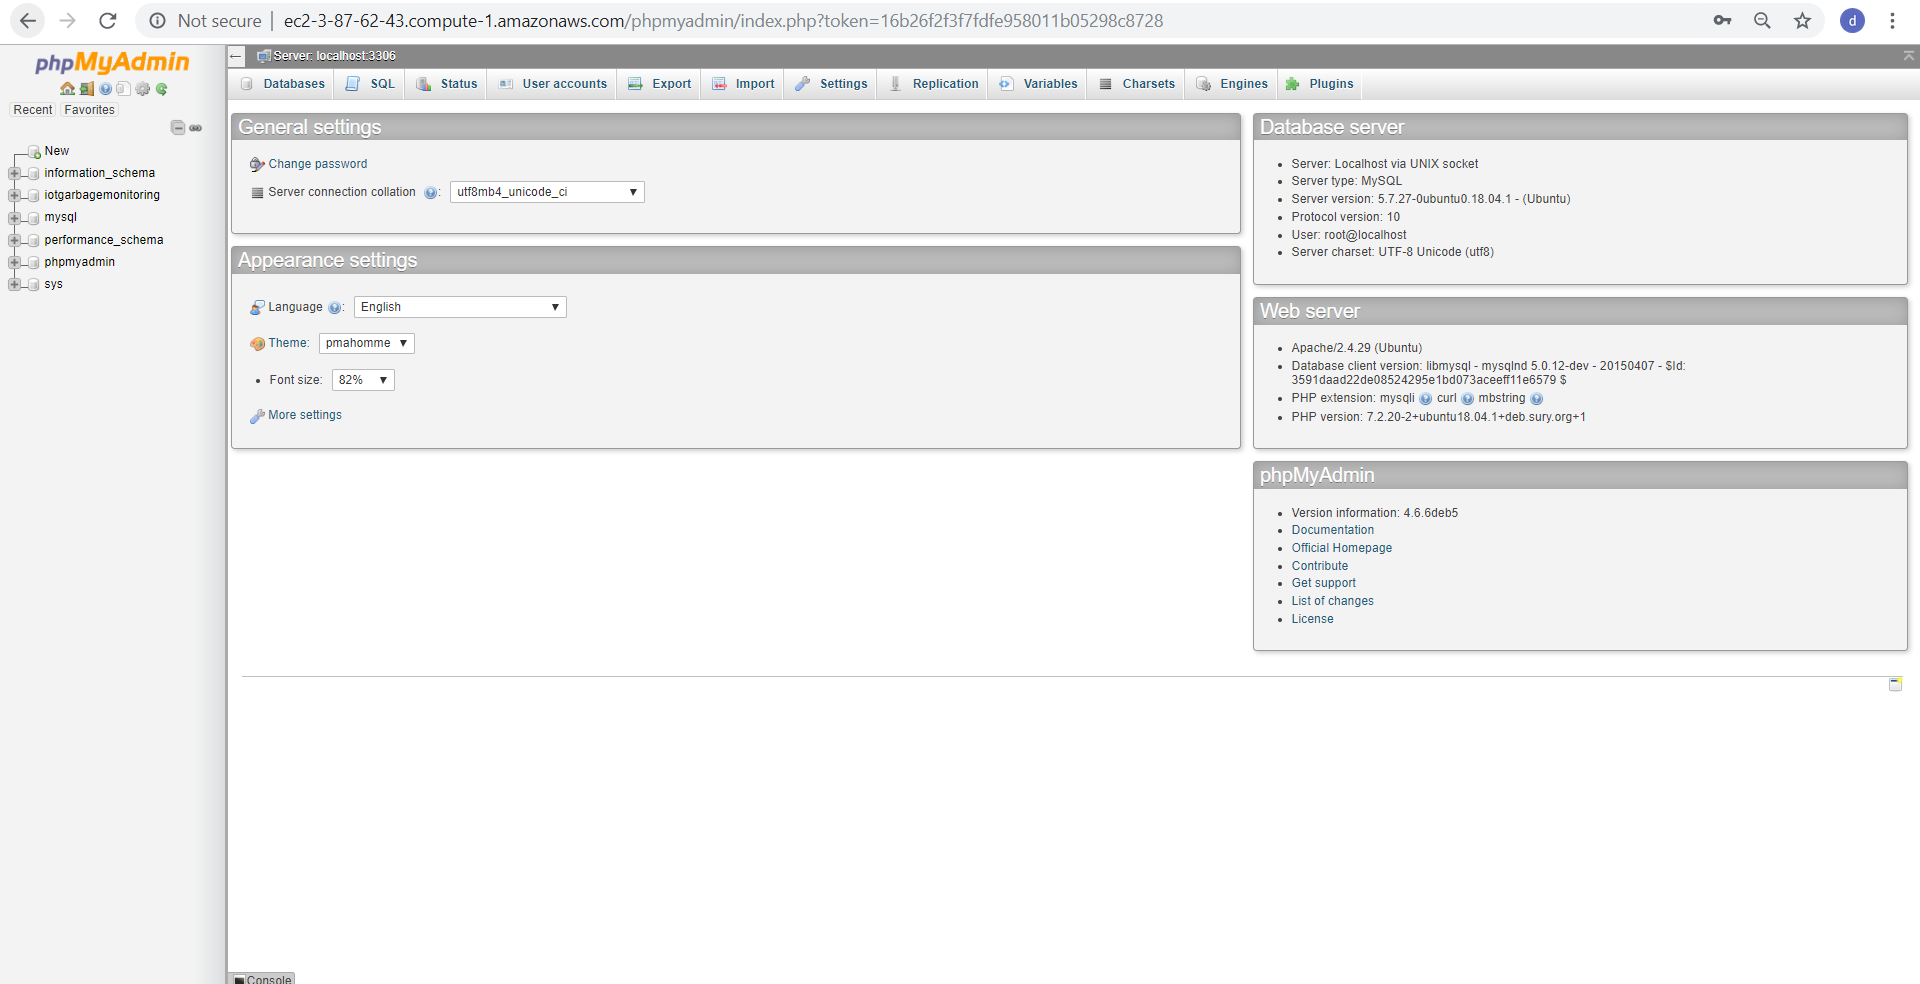 Not secure | ec2-3-87-62-43.compute-1.amazonaws.com/phpmyadmin/index.php?token=16b26f2f3f7fdfe958011b05298c8728
d
phpMyAdmin
Recent Favorites
New
information_schema
iotgarbagemonitoring
mysql
performance_schema
phpmyadmin
sys
Server: localhost:3306
Databases SQL Status User accounts Export Import Settings Replication Variables Charsets Engines Plugins
General settings
Change password
Server connection collation : utf8mb4_unicode_ci
Appearance settings
Language : English
Theme: pmahomme
Font size: 82%
More settings
Database server
Server: Localhost via UNIX socket
Server type: MySQL
Server version: 5.7.27-0ubuntu0.18.04.1 - (Ubuntu)
Protocol version: 10
User: root@localhost
Server charset: UTF-8 Unicode (utf8)
Web server
Apache/2.4.29 (Ubuntu)
Database client version: libmysql - mysqlnd 5.0.12-dev - 20150407 - $Id:
3591daad22de08524295e1bd073aceeff11e6579 $
PHP extension: mysqli curl mbstring
PHP version: 7.2.20-2+ubuntu18.04.1+deb.sury.org+1
phpMyAdmin
Version information: 4.6.6deb5
Documentation
Official Homepage
Contribute
Get support
List of changes
License
Console